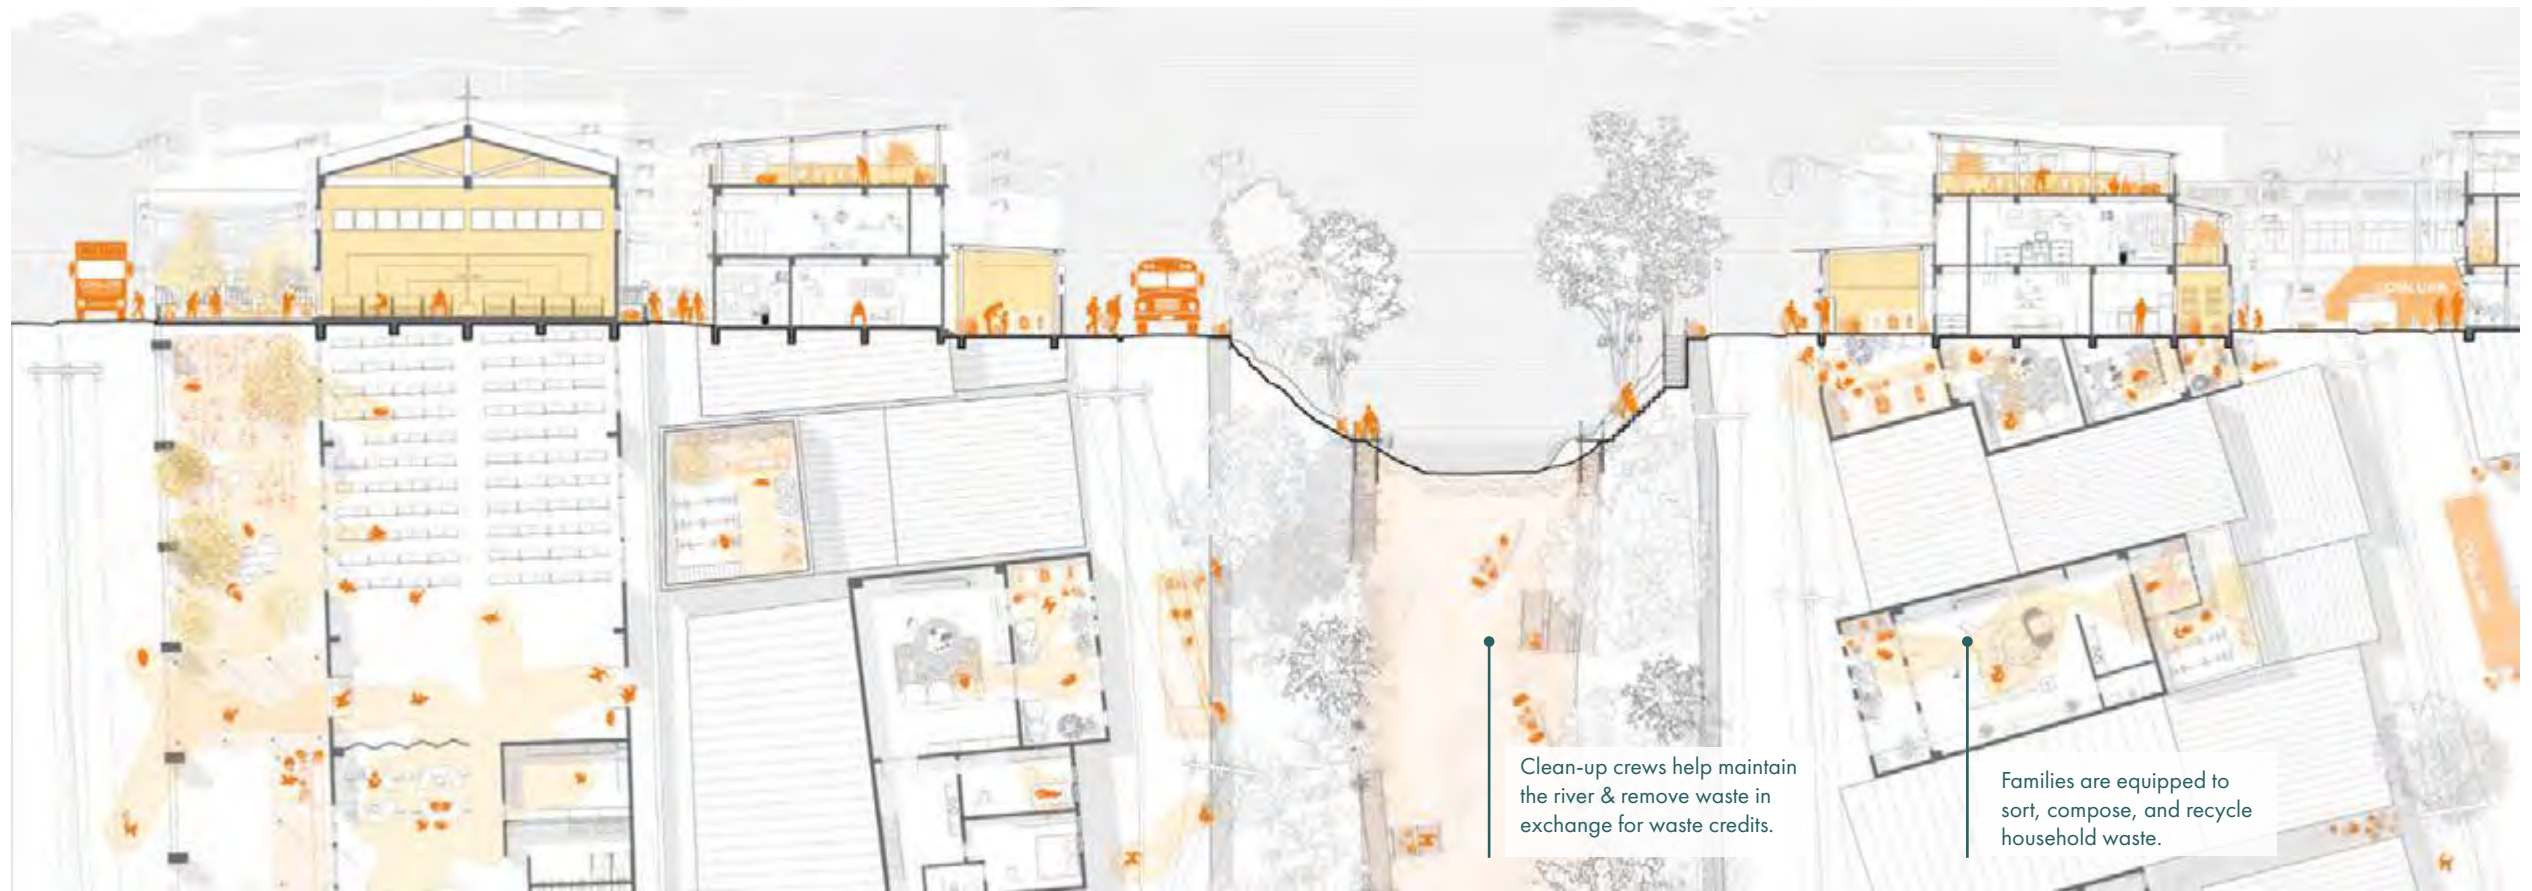 Clean-up crews help maintain
the river & remove waste in
exchange for waste credits.
Families are equipped to
sort, compose, and recycle
household waste.